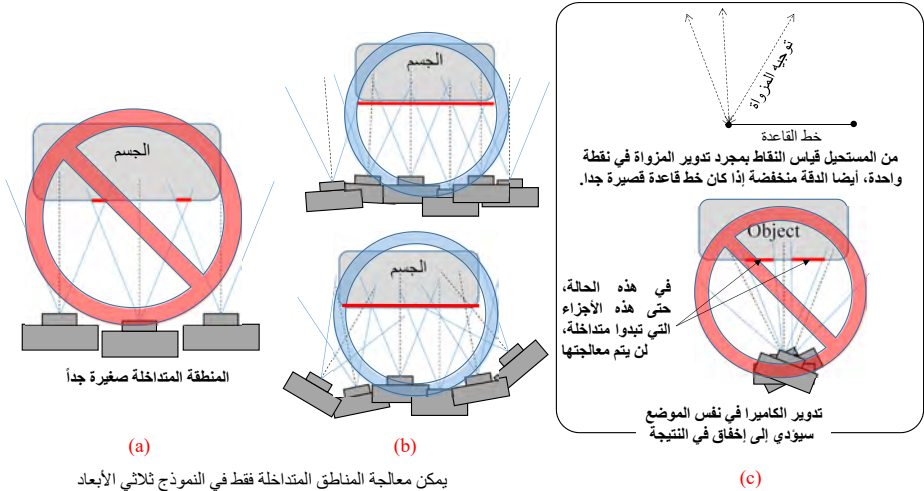 الجسم
المنطقة المتداخلة صغيرة جداً
(a)
الجسم
الجسم
(b)
توجيه المزواة
خط القاعدة
من المستحيل قياس النقاط بمجرد تدوير المزواة في نقطة
واحدة، أيضا الدقة منخفضة إذا كان خط قاعدة قصيرة جدا.
Object
في هذه الحالة،
حتى هذه الأجزاء
التي تبدوا متداخلة،
لن يتم معالجتها
تدوير الكاميرا في نفس الموضع
سيؤدي إلى إخفاق في النتيجة
(c)
يمكن معالجة المناطق المتداخلة فقط في النموذج ثلاثي الأبعاد